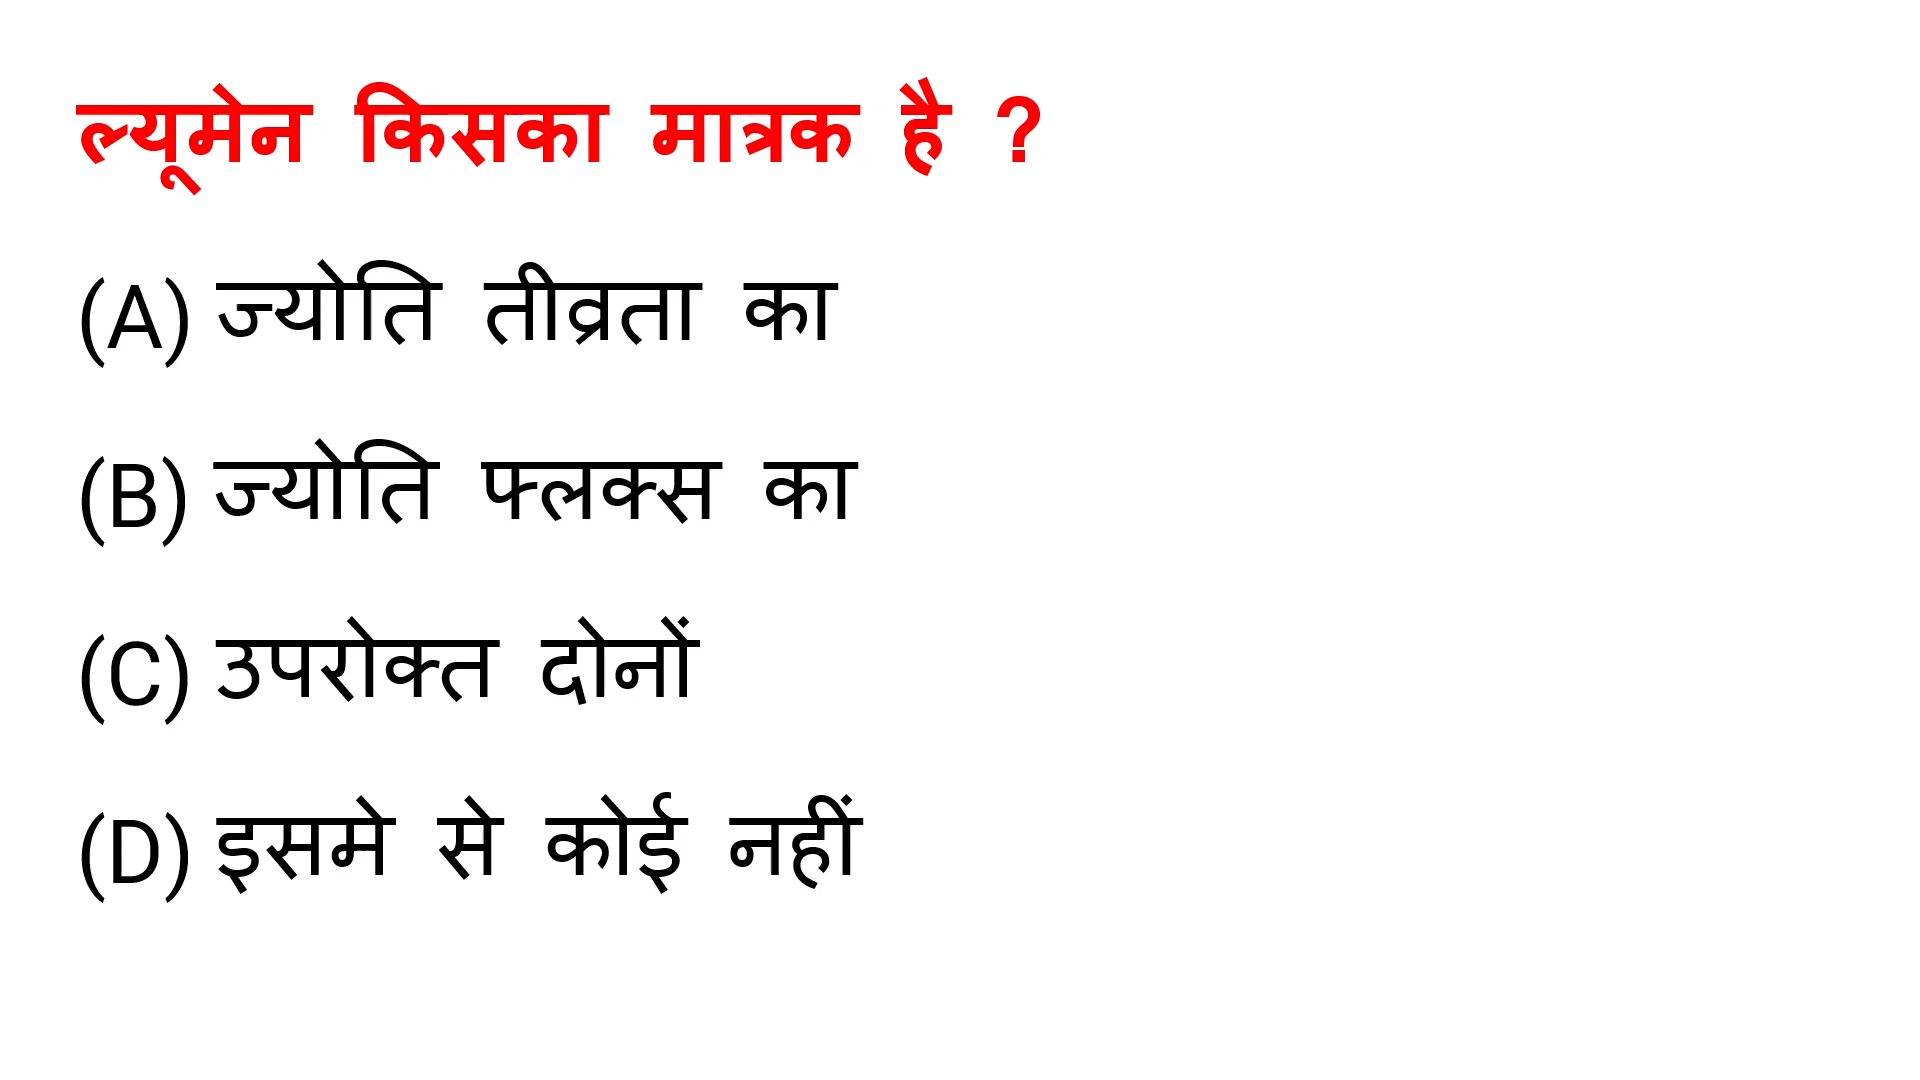 ल्यूमेन किसका मात्रक है ?
(A) ज्योति तीव्रता का
(B) ज्योति फ्लक्स का
(C) उपरोक्त दोनों
(D) इसमे से कोई नहीं